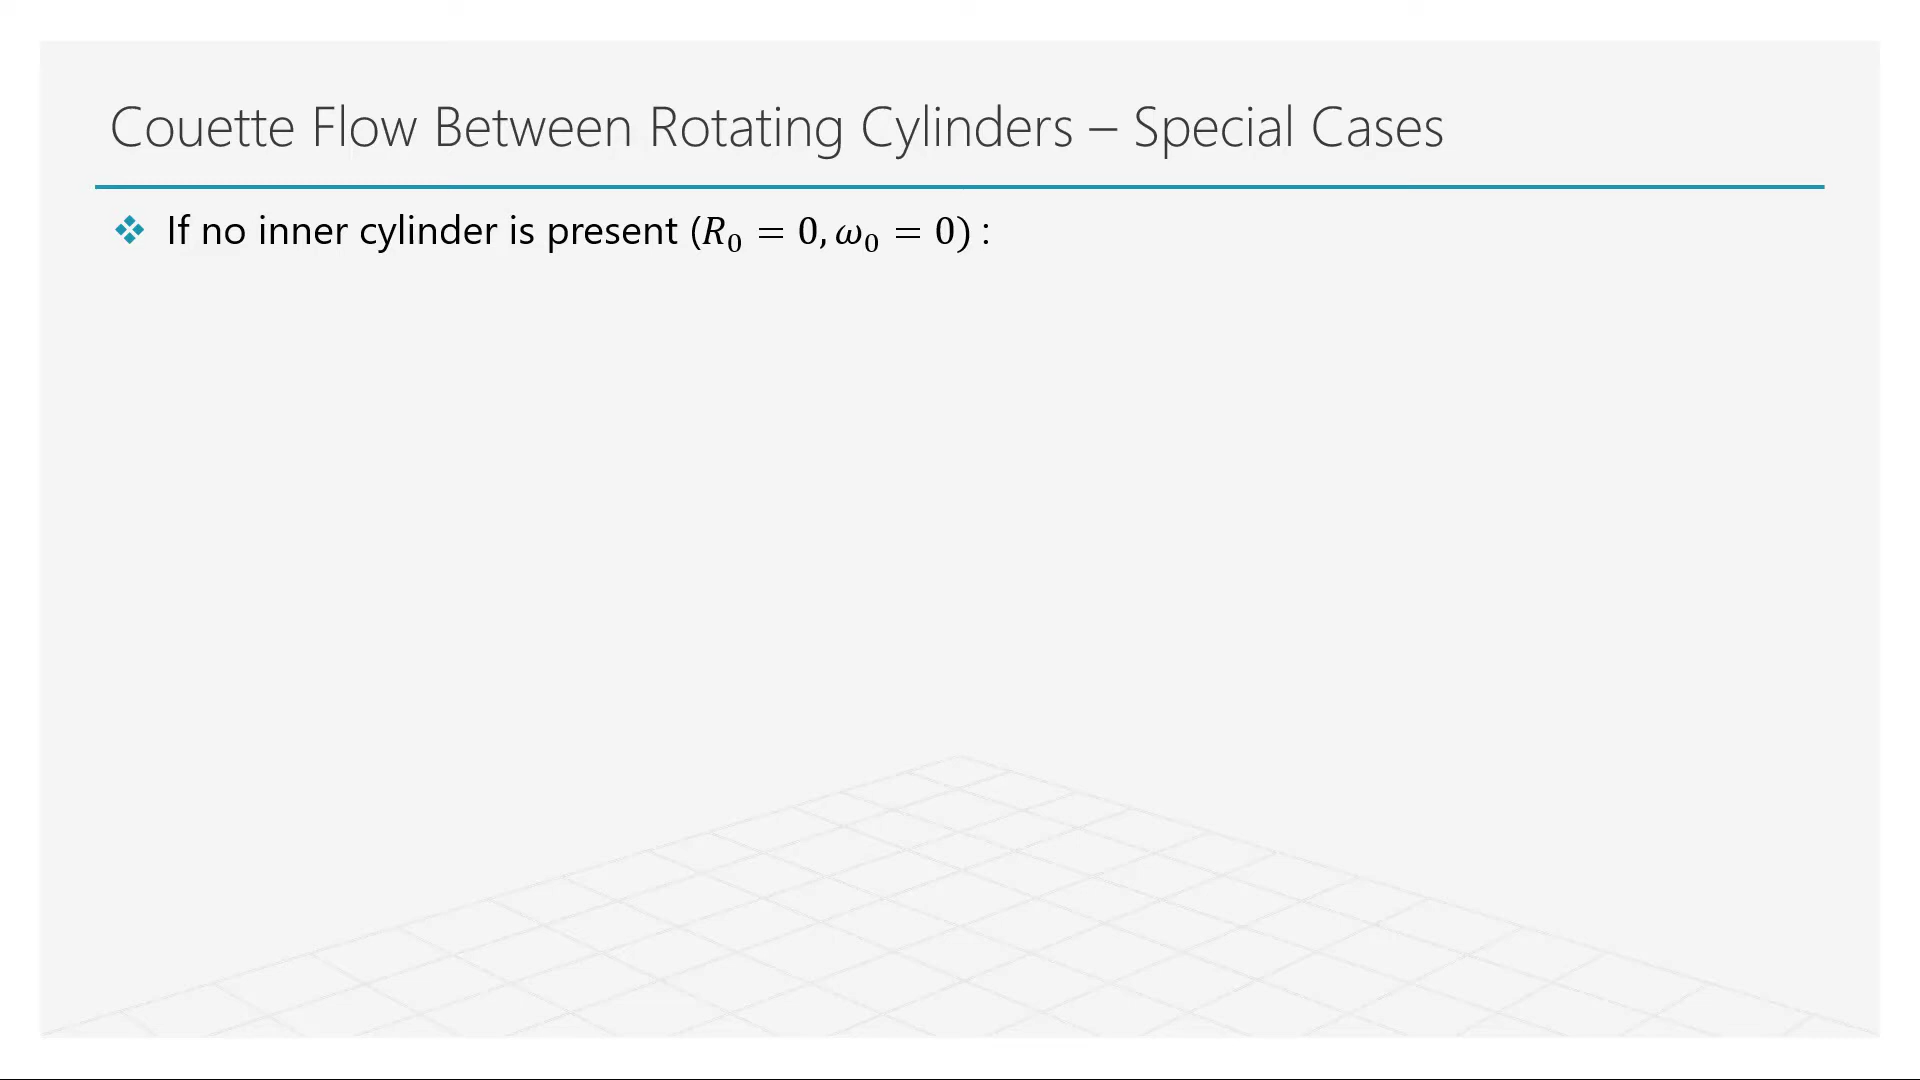 Couette Flow Between Rotating Cylinders – Special Cases
❖ If no inner cylinder is present (𝑅₀ = 0, 𝜔₀ = 0) :